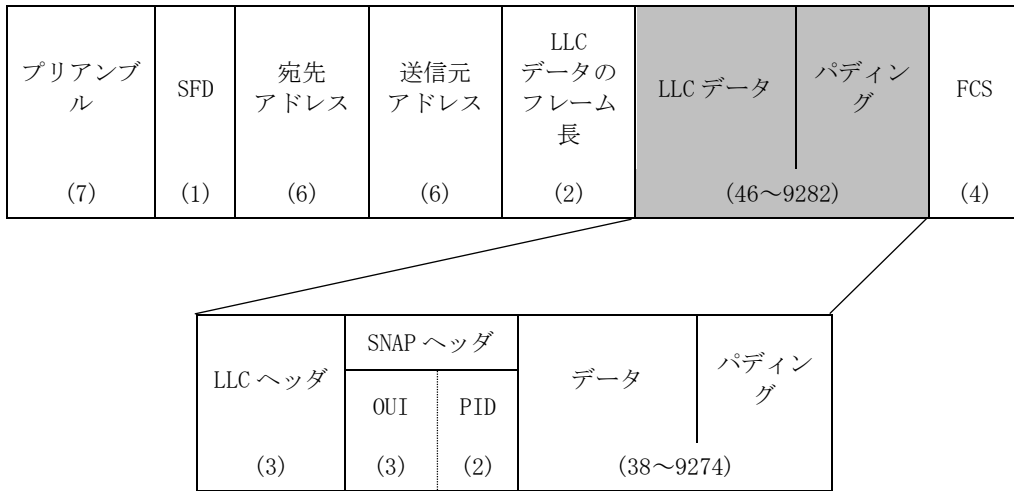 プリアンブ
ル
(7)
SFD
(1)
宛先
アドレス
(6)
送信元
アドレス
(6)
LLC
データの
フレーム
長
(2)
LLC データ
パディン
グ
(46～9282)
FCS
(4)
LLC ヘッダ
(3)
SNAP ヘッダ
OUI
(3)
PID
(2)
データ
パディン
グ
(38～9274)